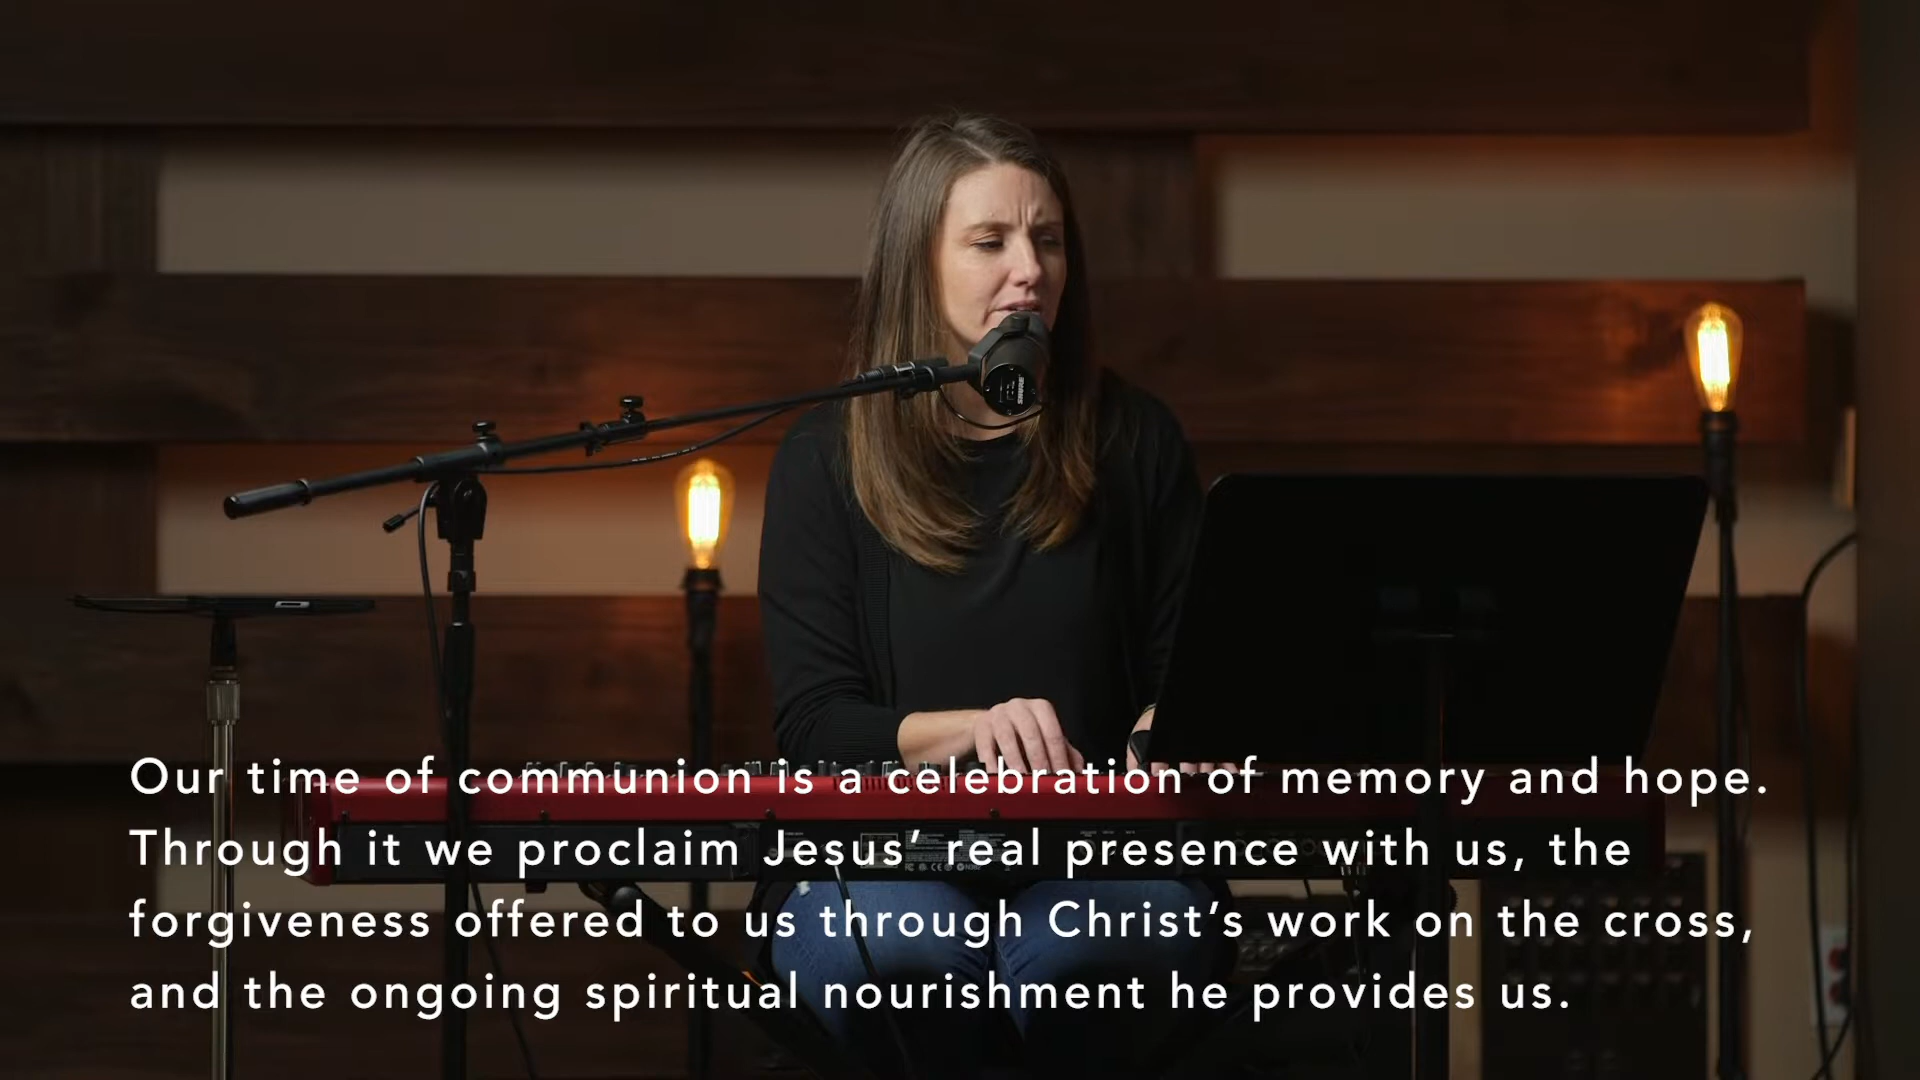 SHURE
Our time of communion is a celebration of memory and hope.
Through it we proclaim Jesus’ real presence with us, the
forgiveness offered to us through Christ’s work on the cross,
and the ongoing spiritual nourishment he provides us.